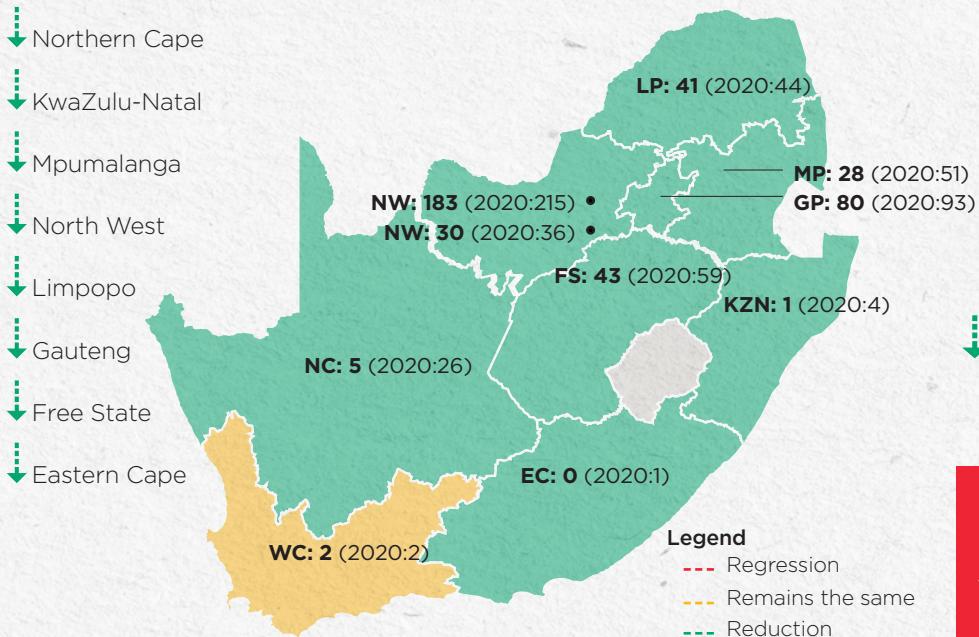 Northern Cape
KwaZulu-Natal
Mpumalanga
North West
Limpopo
Gauteng
Free State
Eastern Cape
LP: 41 (2020:44)
MP: 28 (2020:51)
GP: 80 (2020:93)
NW: 183 (2020:215)
NW: 30 (2020:36)
FS: 43 (2020:59)
KZN: 1 (2020:4)
NC: 5 (2020:26)
EC: 0 (2020:1)
WC: 2 (2020:2)
Legend
Regression
Remains the same
Reduction